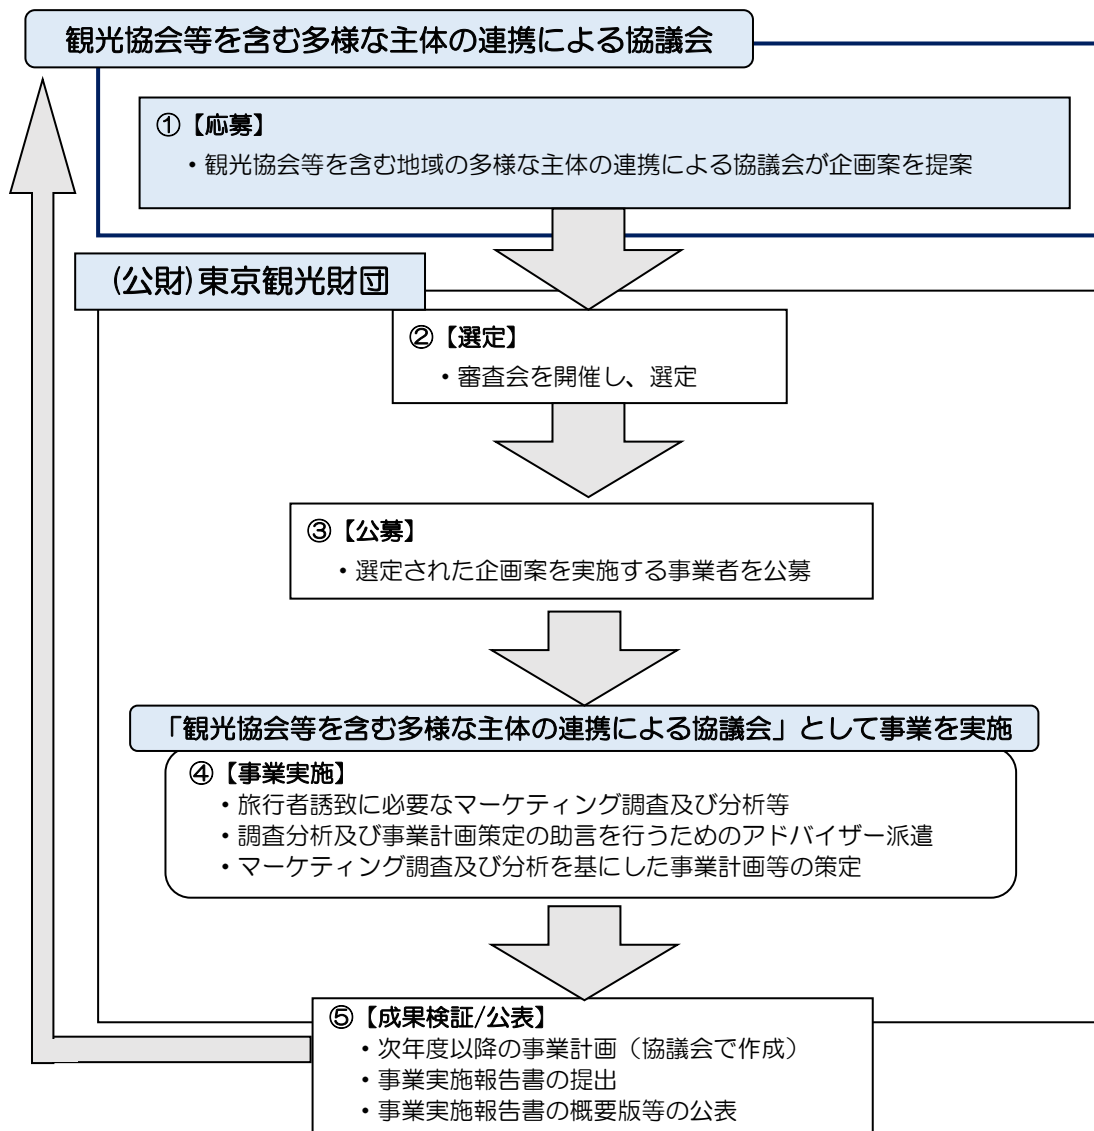 観光協会等を含む多様な主体の連携による協議会
①【応募】
・観光協会等を含む地域の多様な主体の連携による協議会が企画案を提案
(公財)東京観光財団
②【選定】
・審査会を開催し、選定
③【公募】
・選定された企画案を実施する事業者を公募
「観光協会等を含む多様な主体の連携による協議会」として事業を実施
④【事業実施】
・旅行者誘致に必要なマーケティング調査及び分析等
・調査分析及び事業計画策定の助言を行うためのアドバイザー派遣
・マーケティング調査及び分析を基にした事業計画等の策定
⑤【成果検証/公表】
・次年度以降の事業計画（協議会で作成）
・事業実施報告書の提出
・事業実施報告書の概要版等の公表